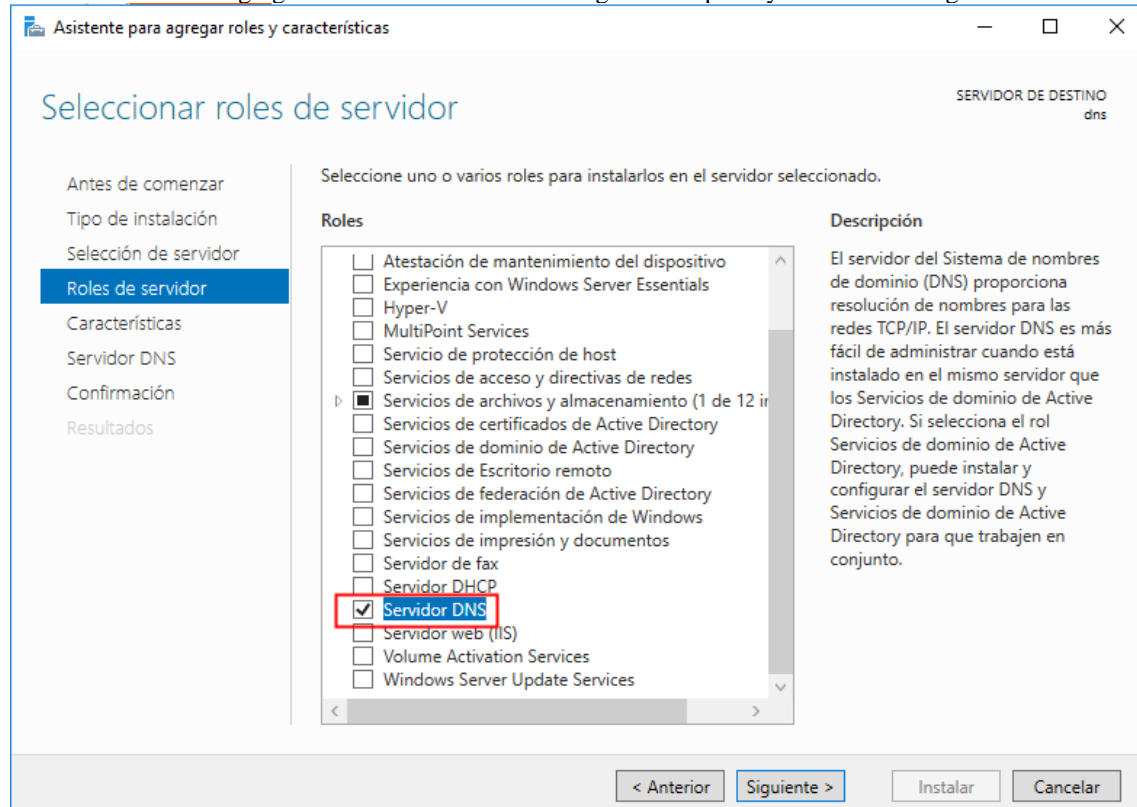 Asistente para agregar roles y características
Seleccionar roles de servidor
SERVIDOR DE DESTINO
dns
Antes de comenzar
Tipo de instalación
Selección de servidor
Roles de servidor
Características
Servidor DNS
Confirmación
Resultados
Seleccione uno o varios roles para instalarlos en el servidor seleccionado.
Roles
Atestación de mantenimiento del dispositivo
Experiencia con Windows Server Essentials
Hyper-V
MultiPoint Services
Servicio de protección de host
Servicios de acceso y directivas de redes
Servicios de archivos y almacenamiento (1 de 12 in
Servicios de certificados de Active Directory
Servicios de dominio de Active Directory
Servicios de Escritorio remoto
Servicios de federación de Active Directory
Servicios de implementación de Windows
Servicios de impresión y documentos
Servidor de fax
Servidor DHCP
Servidor DNS
Servidor web (IIS)
Volume Activation Services
Windows Server Update Services
Descripción
El servidor del Sistema de nombres
de dominio (DNS) proporciona
resolución de nombres para las
redes TCP/IP. El servidor DNS es más
fácil de administrar cuando está
instalado en el mismo servidor que
los Servicios de dominio de Active
Directory. Si selecciona el rol
Servicios de dominio de Active
Directory, puede instalar y
configurar el servidor DNS y
Servicios de dominio de Active
Directory para que trabajen en
conjunto.
< Anterior
Siguiente >
Instalar
Cancelar